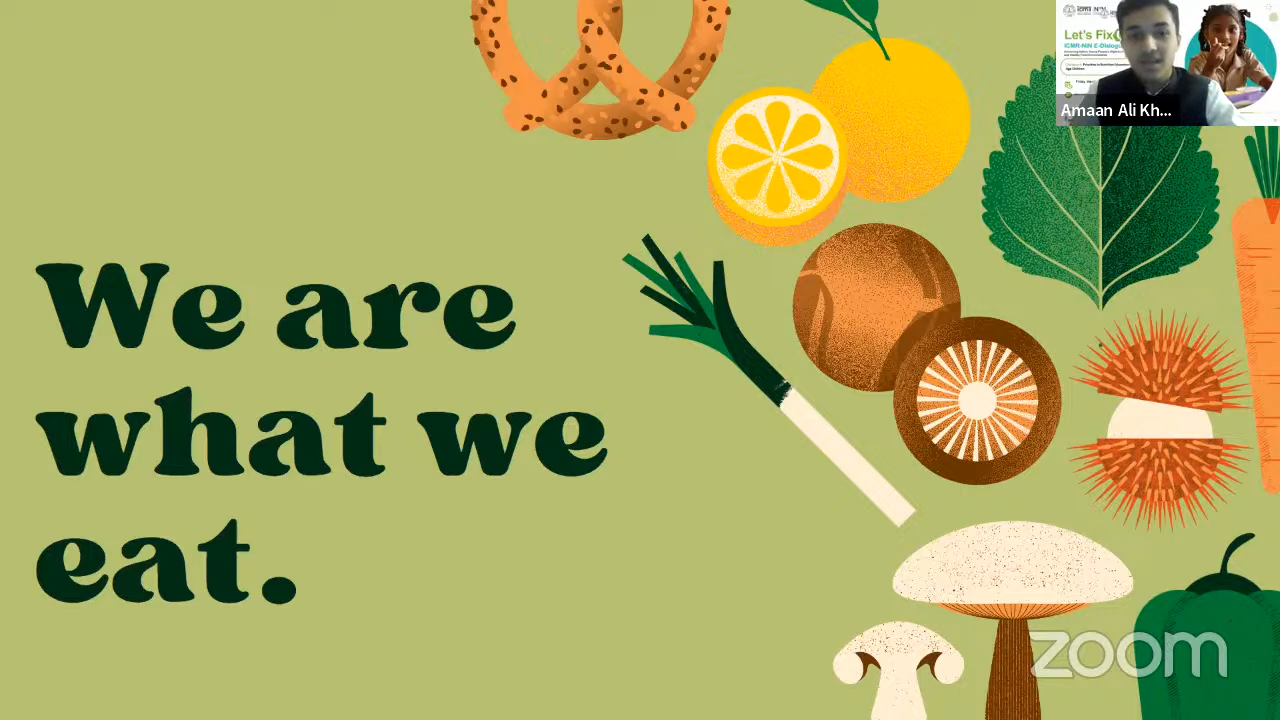 We are
what we
eat.
Let's Fix
ICMR-NIN E-Dialogue
Amaan Ali Kh...
zoom